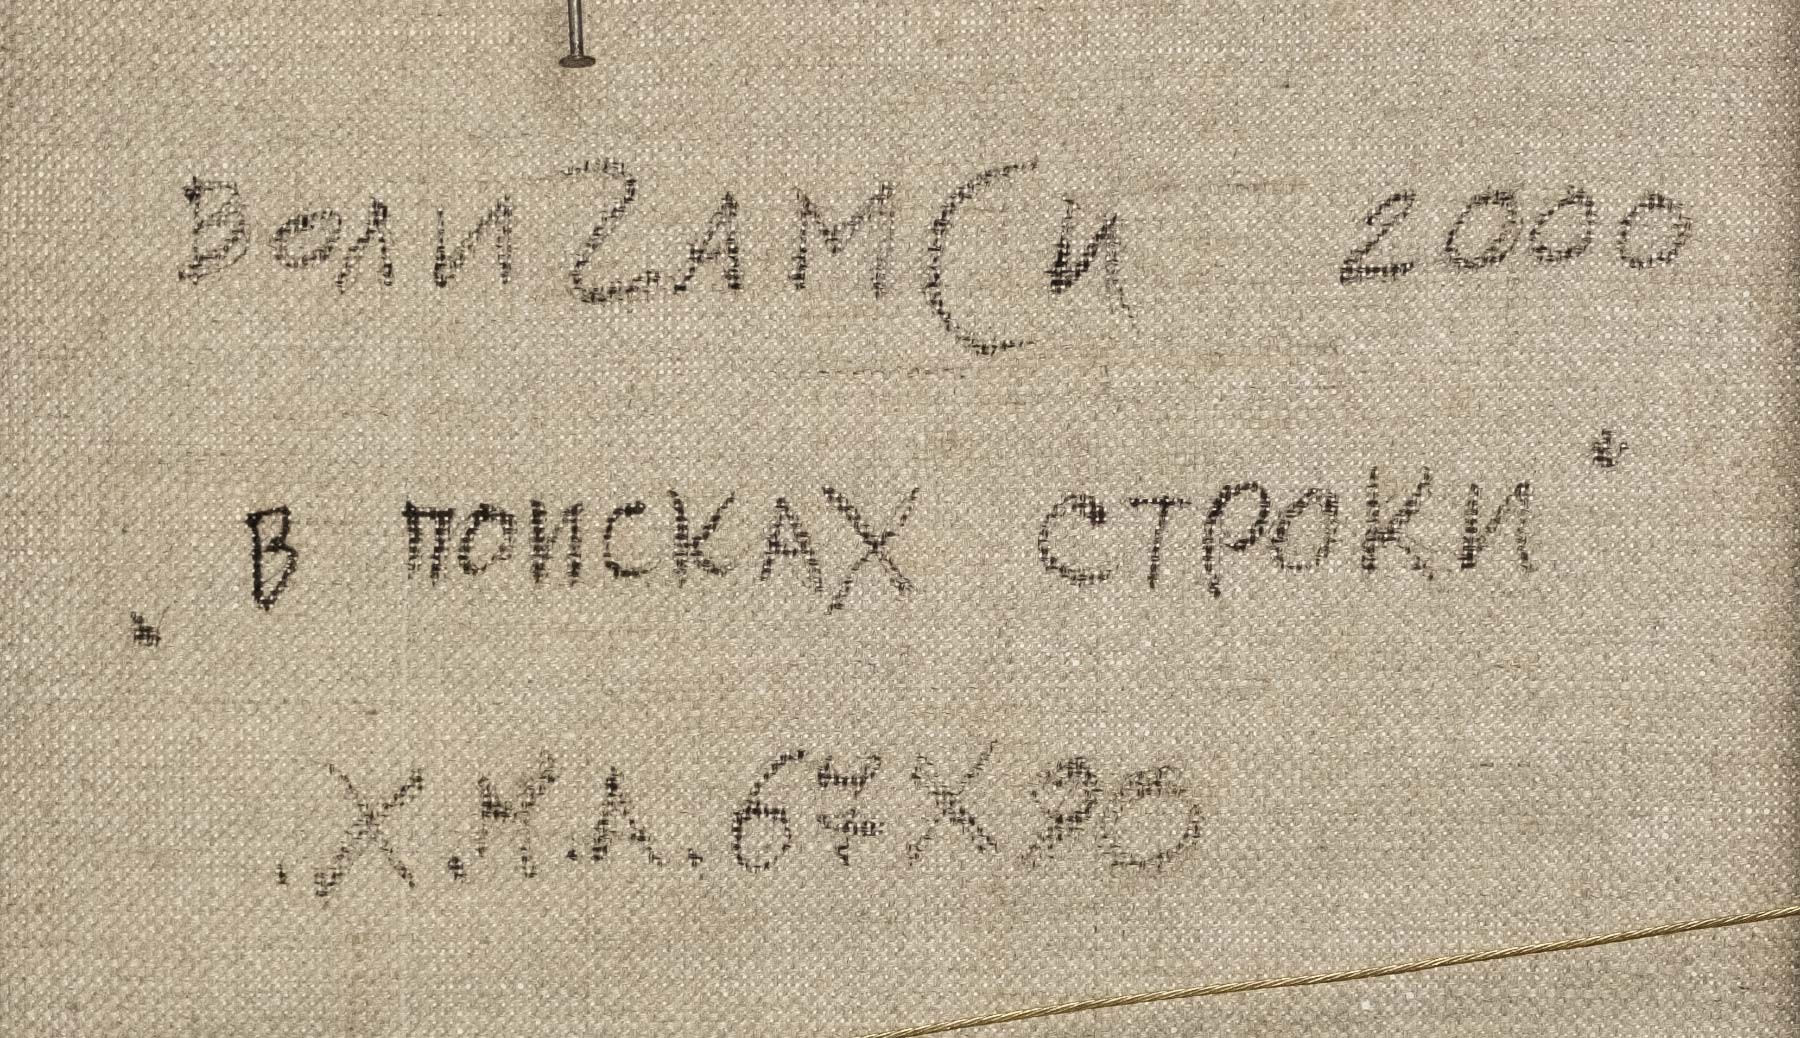 ВолигамСи 2000
"В ПОИСКАХ СТРОКИ"
Х.М.Л. 67Х90